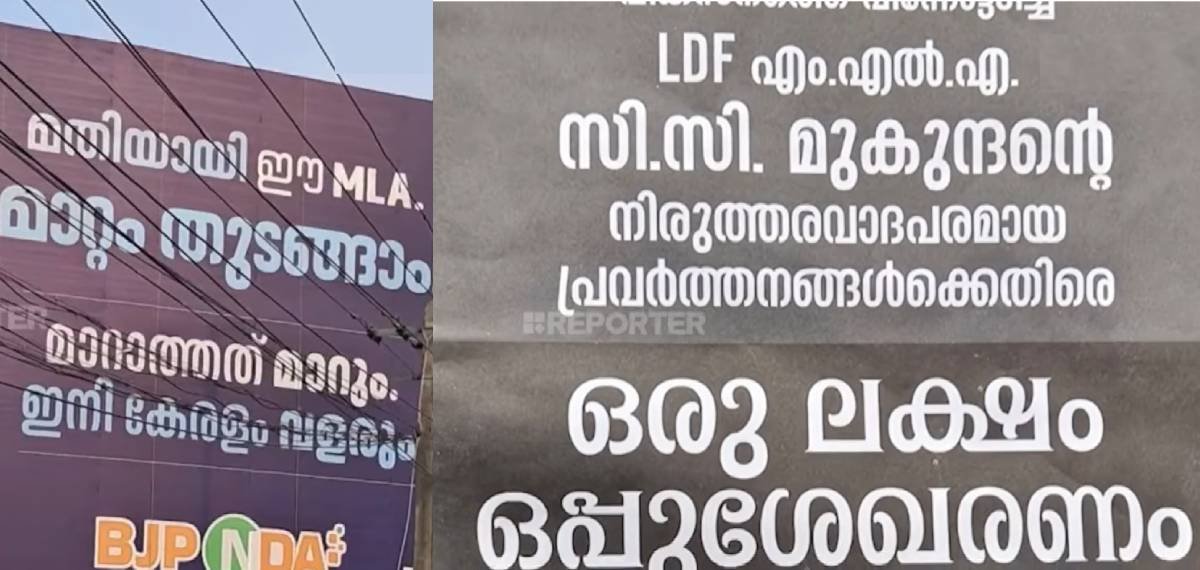 മതിയായി ഈ MLA.
മാറ്റം തുടങ്ങാം
മാറാത്തത് മാറും.
ഇനി കേരളം വളരും
BJP NDA
LDF എം.എൽ.എ.
സി.സി. മുകുന്ദന്റെ
നിരുത്തരവാദപരമായ
പ്രവർത്തനങ്ങൾക്കെതിരെ
REPORTER
ഒരു ലക്ഷം
ഒപ്പുശേഖരണം